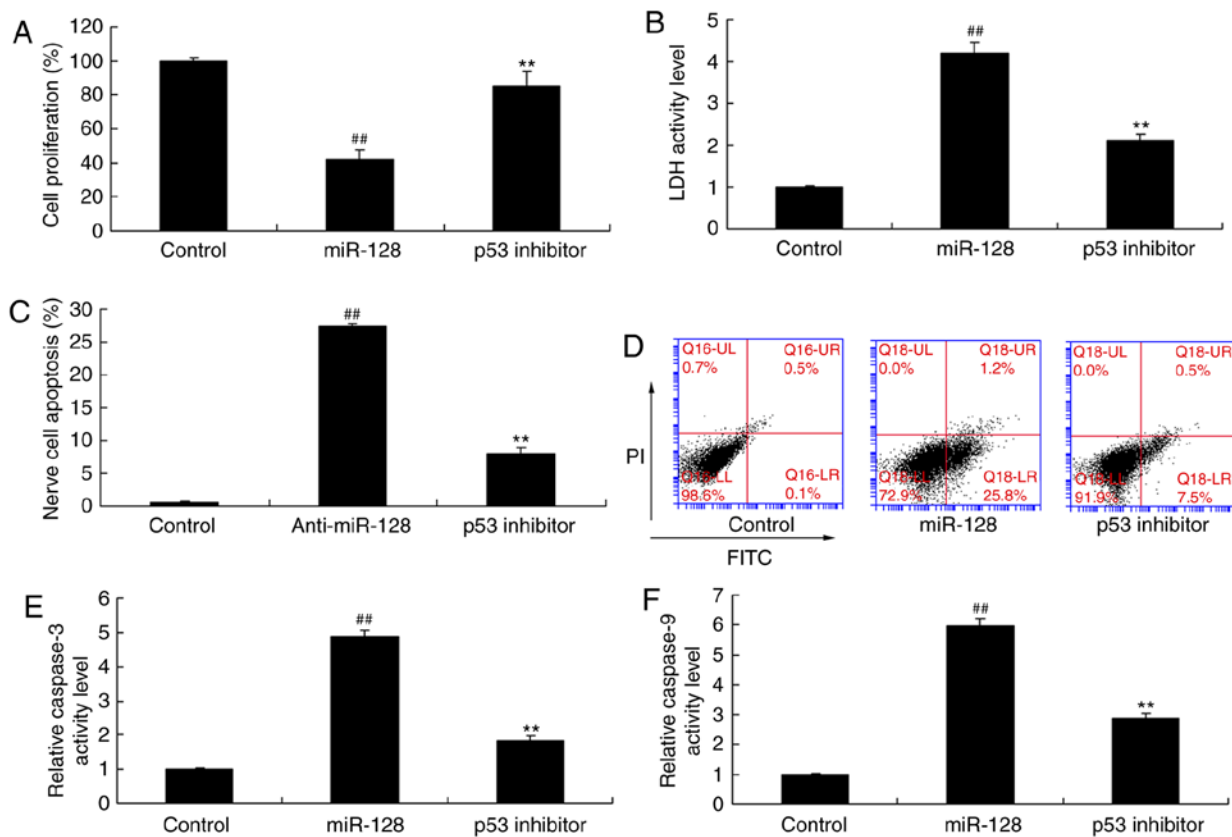 A
Cell proliferation (%)
120
100
80
60
40
20
0
##
**
Control
miR-128
p53 inhibitor
B
LDH activity level
5
4
3
2
1
0
##
**
Control
miR-128
p53 inhibitor
C
Nerve cell apoptosis (%)
30
25
20
15
10
5
0
##
**
Control
Anti-miR-128
p53 inhibitor
D
PI
Q16-UL
0.7%
Q16-UR
0.5%
98.6%
Q16-LR
0.1%
Control
Q18-UL
0.0%
Q18-UR
1.2%
72.9%
Q18-LR
25.8%
miR-128
Q18-UL
0.0%
Q18-UR
0.5%
91.9%
Q18-LR
7.5%
p53 inhibitor
FITC
E
Relative caspase-3
activity level
6
5
4
3
2
1
0
##
**
Control
miR-128
p53 inhibitor
F
Relative caspase-9
activity level
7
6
5
4
3
2
1
0
##
**
Control
miR-128
p53 inhibitor